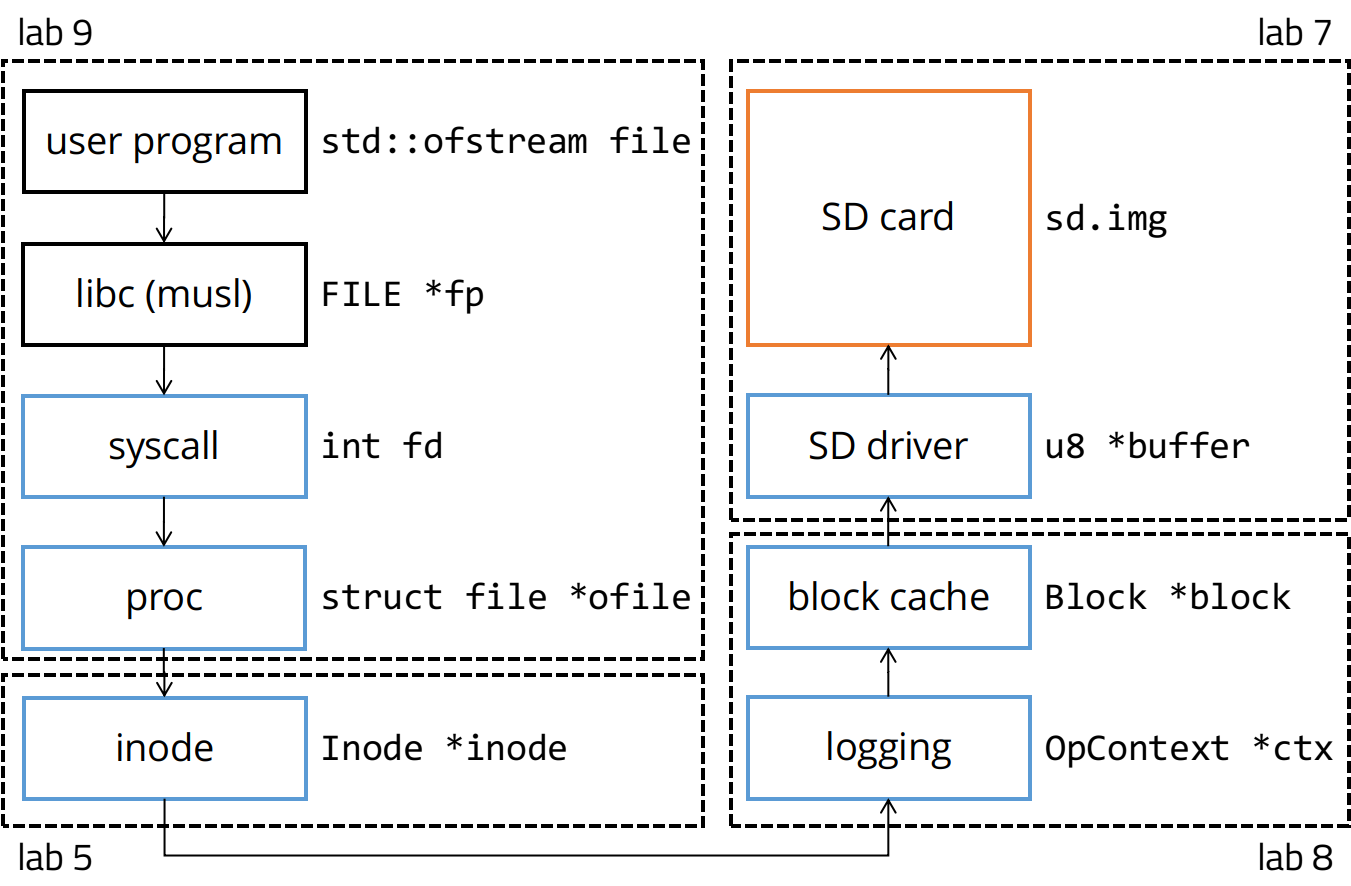 lab 9
user program
std::ofstream file
libc (musl)
FILE *fp
syscall
int fd
proc
struct file *ofile
inode
Inode *inode
lab 5
lab 7
SD card
sd.img
SD driver
u8 *buffer
block cache
Block *block
logging
OpContext *ctx
lab 8